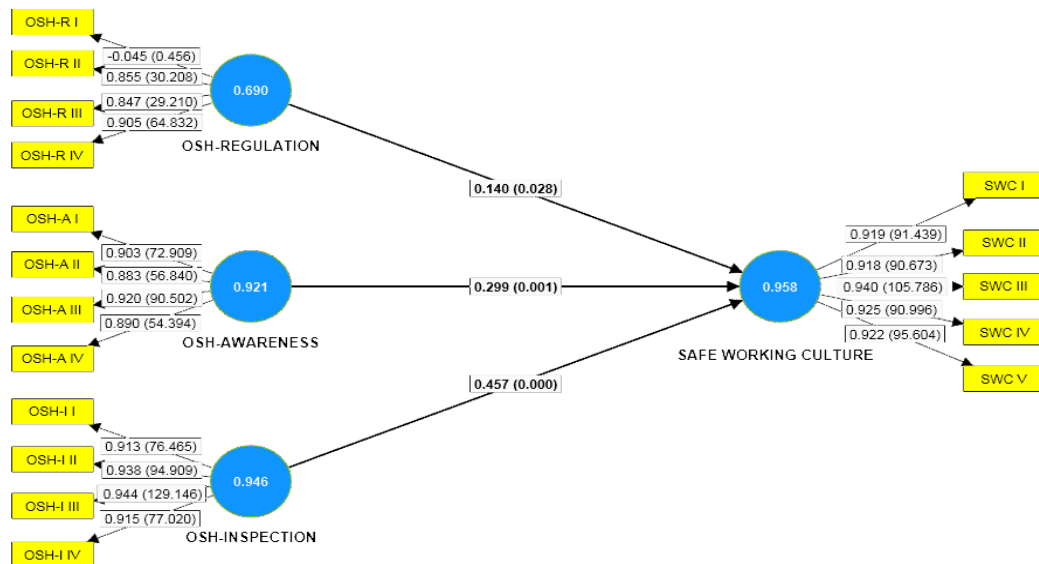 OSH-R I
OSH-R II
OSH-R III
OSH-R IV
-0.045 (0.456)
0.855 (30.208)
0.847 (29.210)
0.905 (64.832)
0.690
OSH-REGULATION
0.140 (0.028)
OSH-A I
OSH-A II
OSH-A III
OSH-A IV
0.903 (72.909)
0.883 (56.840)
0.920 (90.502)
0.890 (54.394)
0.921
OSH-AWARENESS
0.299 (0.001)
OSH-I I
OSH-I II
OSH-I III
OSH-I IV
0.913 (76.465)
0.938 (94.909)
0.944 (129.146)
0.915 (77.020)
0.946
OSH-INSPECTION
0.457 (0.000)
0.958
SAFE WORKING CULTURE
0.919 (91.439)
0.918 (90.673)
0.940 (105.786)
0.925 (90.996)
0.922 (95.604)
SWC I
SWC II
SWC III
SWC IV
SWC V